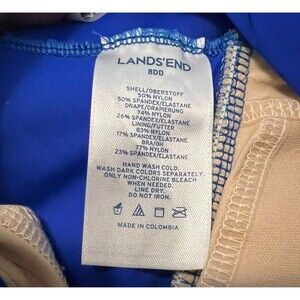 LANDS'END
8DD
SHELL/OBERSTOFF
50% NYLON
50% SPANDEX/ELASTANE
DRAPE/DRAPIERUNG
74% NYLON
26% SPANDEX/ELASTANE
LINING/FUTTER
83% NYLON
17% SPANDEX/ELASTANE
BRA/BH
77% NYLON
23% SPANDEX/ELASTANE
HAND WASH COLD.
WASH DARK COLORS SEPARATELY.
ONLY NON-CHLORINE BLEACH
WHEN NEEDED.
LINE DRY.
DO NOT IRON.
MADE IN COLOMBIA